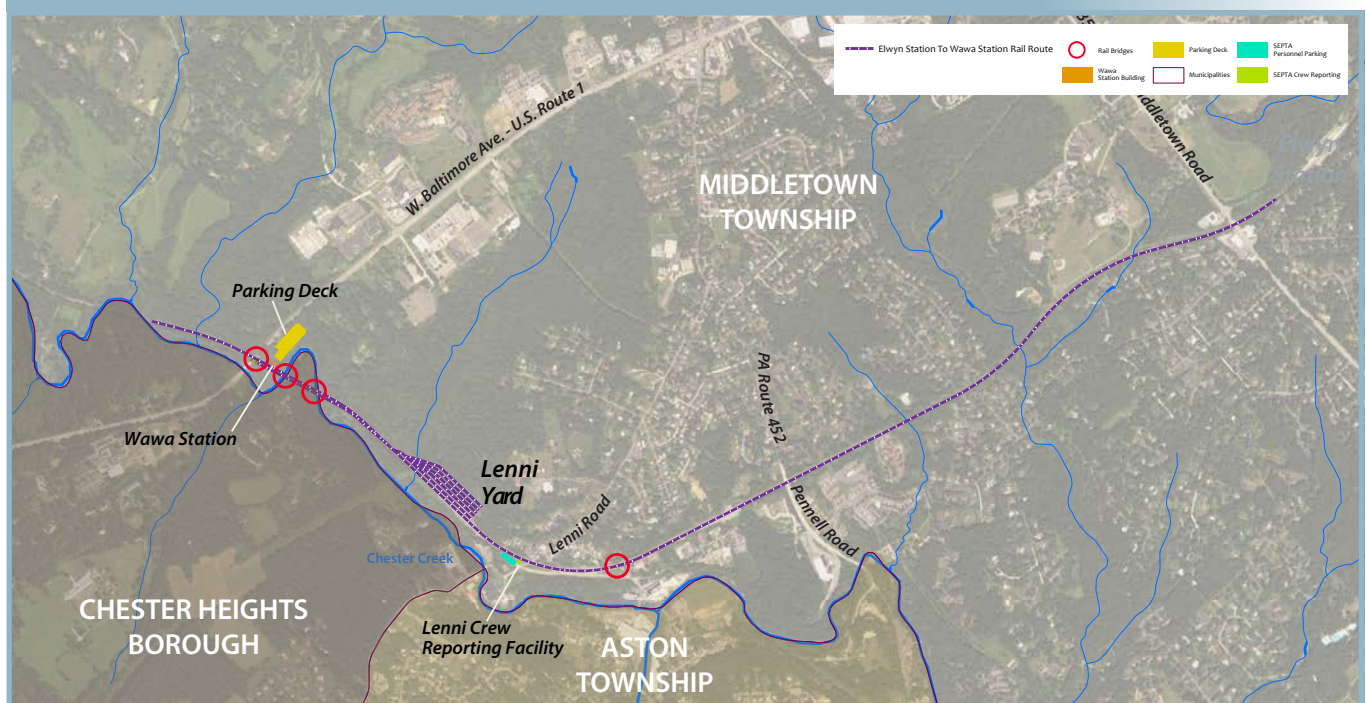 Elwyn Station To Wawa Station Rail Route
Rail Bridges
Parking Deck
SEPTA
Personnel Parking
Wawa
Station Building
Municipalities
SEPTA Crew Reporting
W. Baltimore Ave. - U.S. Route 1
MIDDLETOWN
TOWNSHIP
Parking Deck
Wawa Station
Lenni
Yard
Lenni Road
PA Route 452
Pennell Road
Chester Creek
CHESTER HEIGHTS
BOROUGH
Lenni Crew
Reporting Facility
ASTON
TOWNSHIP